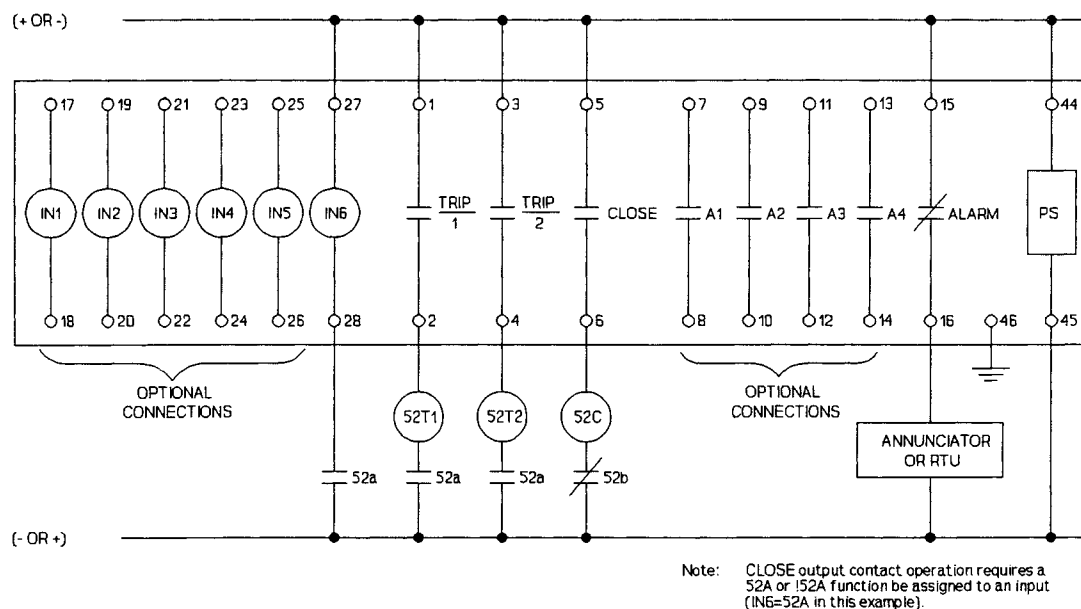 (+ OR -)
17 19 21 23 25 27 1 3 5 7 9 11 13 15 44
IN1 IN2 IN3 IN4 IN5 IN6 TRIP 1 TRIP 2 CLOSE A1 A2 A3 A4 ALARM PS
18 20 22 24 26 28 2 4 6 8 10 12 14 16 46 45
OPTIONAL
CONNECTIONS
OPTIONAL
CONNECTIONS
52T1 52T2 52C
ANNUNCIATOR
OR RTU
52a 52a 52a 52b
(- OR +)
Note: CLOSE output contact operation requires a
52A or !52A function be assigned to an input
(IN6=52A in this example).